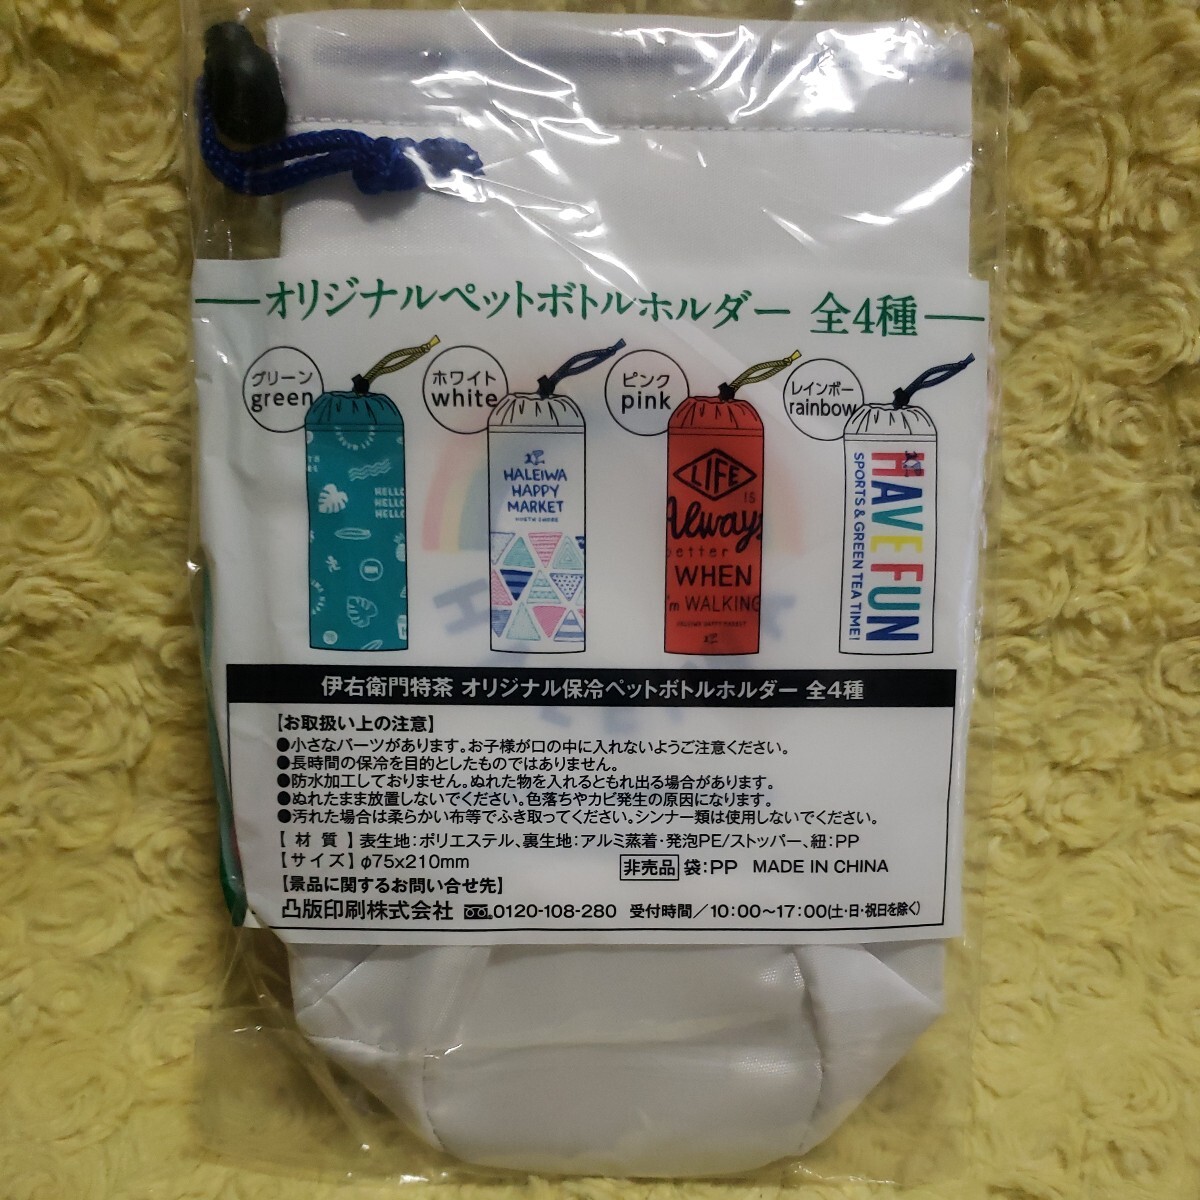 オリジナルペットボトルホルダー 全4種
グリーン
green
ホワイト
white
ピンク
pink
レインボー
rainbow
HELLO
HELLO
HELLO
HALEIWA
HAPPY
MARKET
NORTH SHORE
LIFE
IS
Always
better
WHEN
I'm WALKING
HALEIWA HAPPY MARKET
HAVE FUN
SPORTS & GREEN TEA TIME!
伊右衛門特茶 オリジナル保冷ペットボトルホルダー 全4種
【お取扱い上の注意】
●小さなパーツがあります。お子様が口の中に入れないようご注意ください。
●長時間の保冷を目的としたものではありません。
●防水加工しておりません。ぬれた物を入れるともれ出る場合があります。
●ぬれたまま放置しないでください。色落ちやカビ発生の原因になります。
●汚れた場合は柔らかい布等でふき取ってください。シンナー類は使用しないでください。
【材質】表生地:ポリエステル、裏生地:アルミ蒸着・発泡PE/ストッパー、紐:PP
【サイズ】φ75x210mm 非売品 袋:PP MADE IN CHINA
【景品に関するお問い合せ先】
凸版印刷株式会社 0120-108-280 受付時間/10:00〜17:00(土・日・祝日を除く)